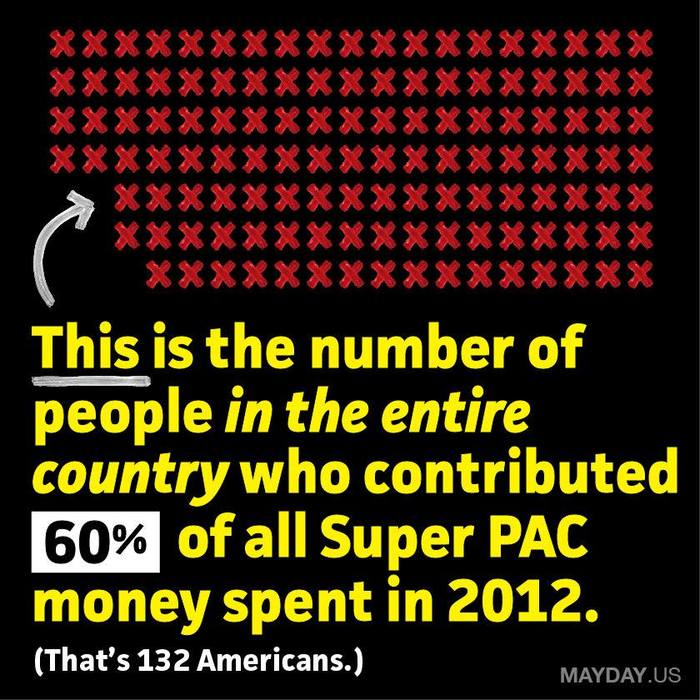 This is the number of
people in the entire
country who contributed
60% of all Super PAC
money spent in 2012.
(That's 132 Americans.)
MAYDAY.US